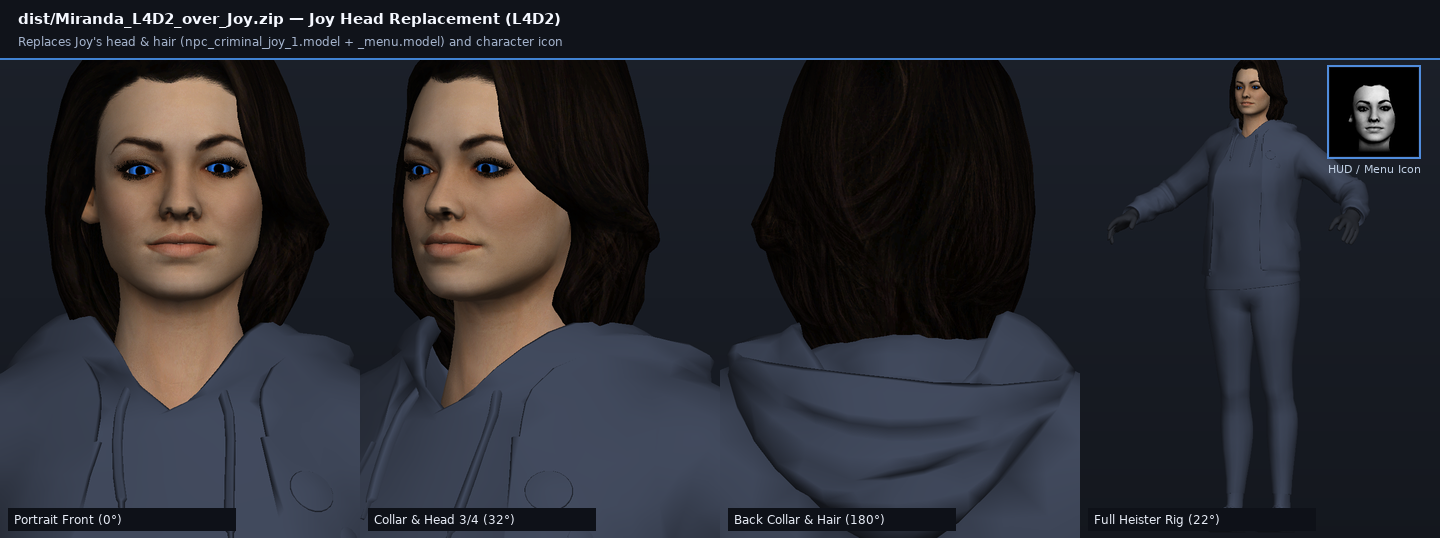 dist/Miranda_L4D2_over_Joy.zip — Joy Head Replacement (L4D2)
Replaces Joy's head & hair (npc_criminal_joy_1.model + _menu.model) and character icon
HUD / Menu Icon
Portrait Front (0°)
Collar & Head 3/4 (32°)
Back Collar & Hair (180°)
Full Heister Rig (22°)